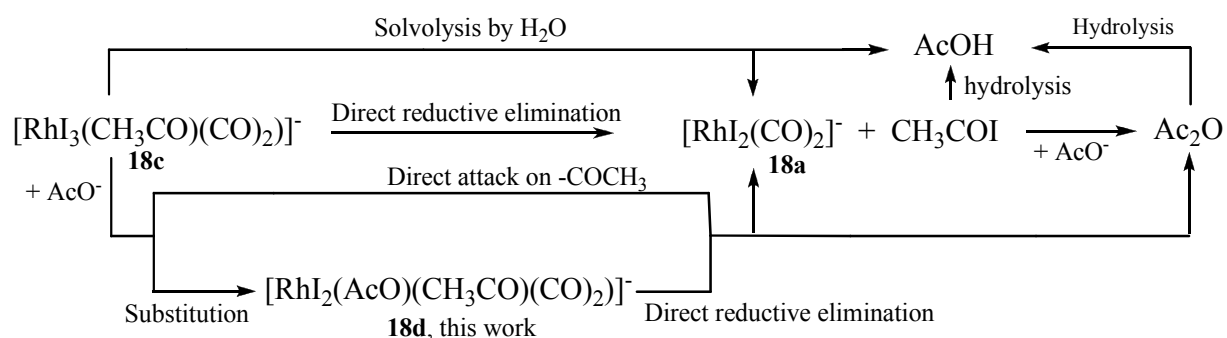 Solvolysis by H2O
AcOH
Hydrolysis
hydrolysis
[RhI3(CH3CO)(CO)2)]-
18c
Direct reductive elimination
[RhI2(CO)2]- + CH3COI
18a
+ AcO-
Ac2O
+ AcO-
Direct attack on -COCH3
Substitution
[RhI2(AcO)(CH3CO)(CO)2)]-
18d, this work
Direct reductive elimination